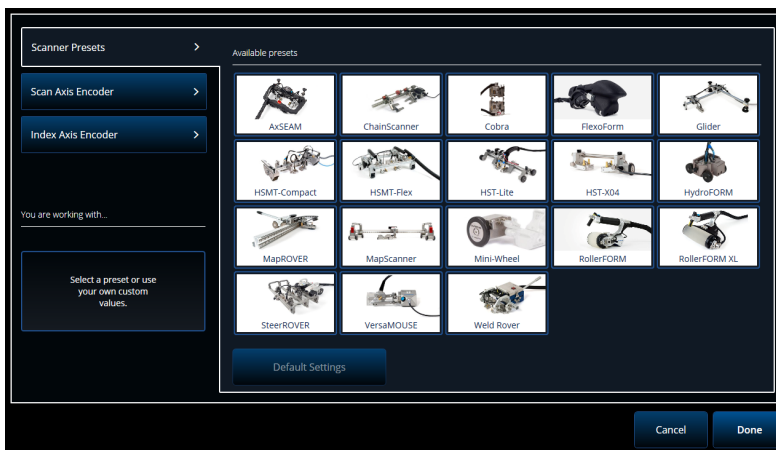 Scanner Presets
Available presets
Scan Axis Encoder
Index Axis Encoder
You are working with...
Select a preset or use
your own custom
values.
AxSEAM
ChainScanner
Cobra
FlexoForm
Glider
HSMT-Compact
HSMT-Flex
HST-Lite
HST-X04
HydroFORM
MapROVER
MapScanner
Mini-Wheel
RollerFORM
RollerFORM XL
SteerROVER
VersaMOUSE
Weld Rover
Default Settings
Cancel
Done